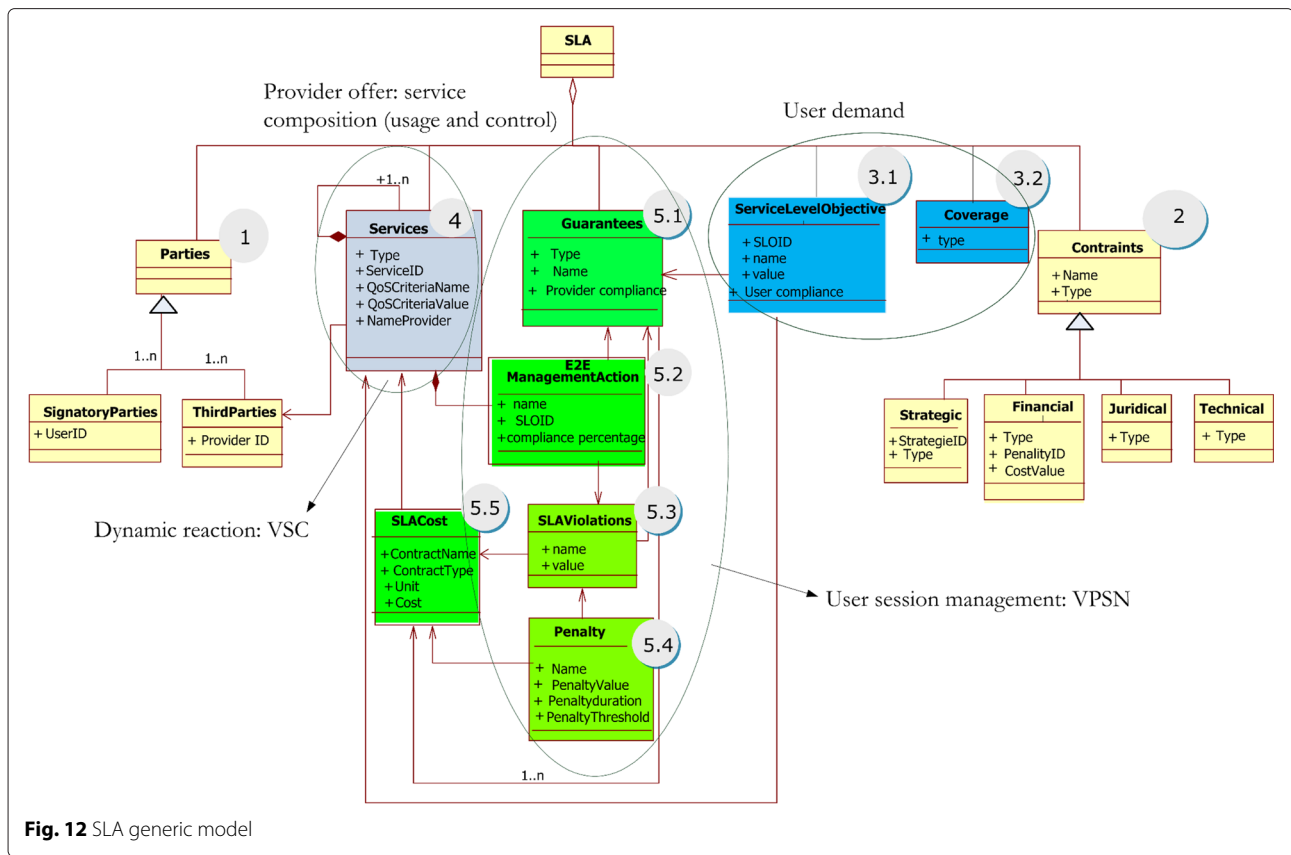 SLA
Provider offer: service
composition (usage and control)
User demand
+1..n
1
Parties
1..n
1..n
SignatoryParties
+ UserID
ThirdParties
+ Provider ID
4
Services
+ Type
+ ServiceID
+ QoSCriteriaName
+ QoSCriteriaValue
+ NameProvider
5.1
Guarantees
+ Type
+ Name
+ Provider compliance
3.1
ServiceLevelObjective
+ SLOID
+ name
+ value
+ User compliance
3.2
Coverage
+ type
2
Contraints
+ Name
+ Type
5.2
E2E
ManagementAction
+ name
+ SLOID
+compliance percentage
Strategic
+ StrategieID
+ Type
Financial
+ Type
+ PenalityID
+ CostValue
Juridical
+ Type
Technical
+ Type
Dynamic reaction: VSC
5.5
SLACost
+ ContractName
+ ContractType
+ Unit
+ Cost
5.3
SLAViolations
+ name
+ value
User session management: VPSN
5.4
Penalty
+ Name
+ PenaltyValue
+ Penaltyduration
+ PenaltyThreshold
1..n
Fig. 12 SLA generic model